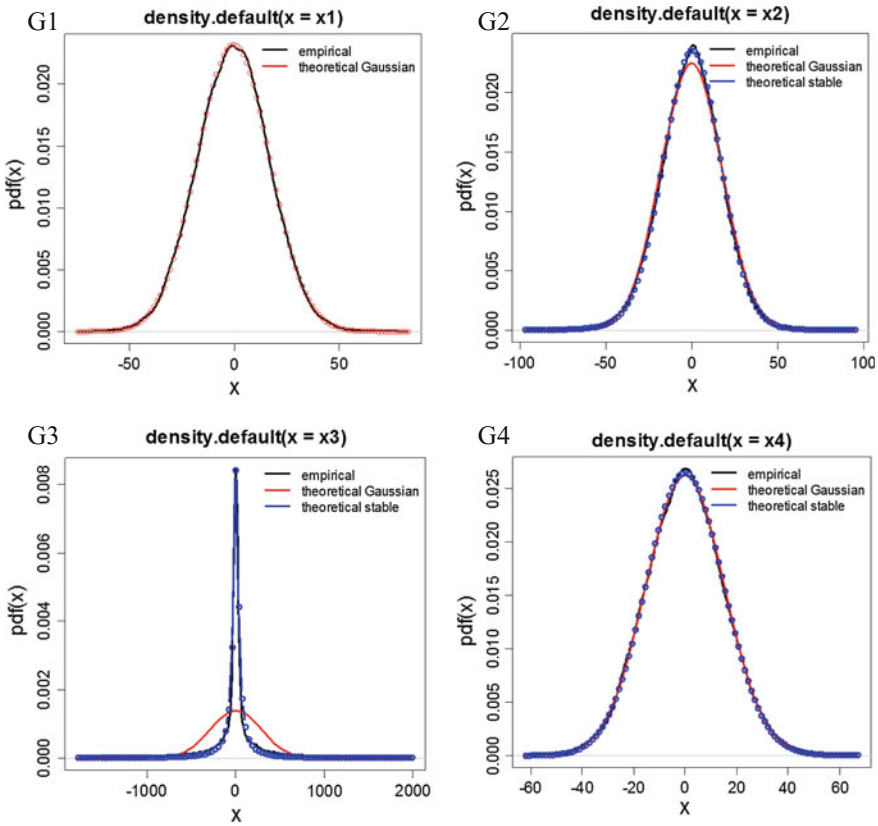 G1
density.default(x = x1)
empirical
theoretical Gaussian
pdf(x)
0.000
0.005
0.010
0.015
0.020
-50
0
50
X
G2
density.default(x = x2)
empirical
theoretical Gaussian
theoretical stable
pdf(x)
0.000
0.005
0.010
0.015
0.020
-100
-50
0
50
100
X
G3
density.default(x = x3)
empirical
theoretical Gaussian
theoretical stable
pdf(x)
0.000
0.002
0.004
0.006
0.008
-1000
0
1000
2000
X
G4
density.default(x = x4)
empirical
theoretical Gaussian
theoretical stable
pdf(x)
0.000
0.005
0.010
0.015
0.020
0.025
-60
-40
-20
0
20
40
60
X